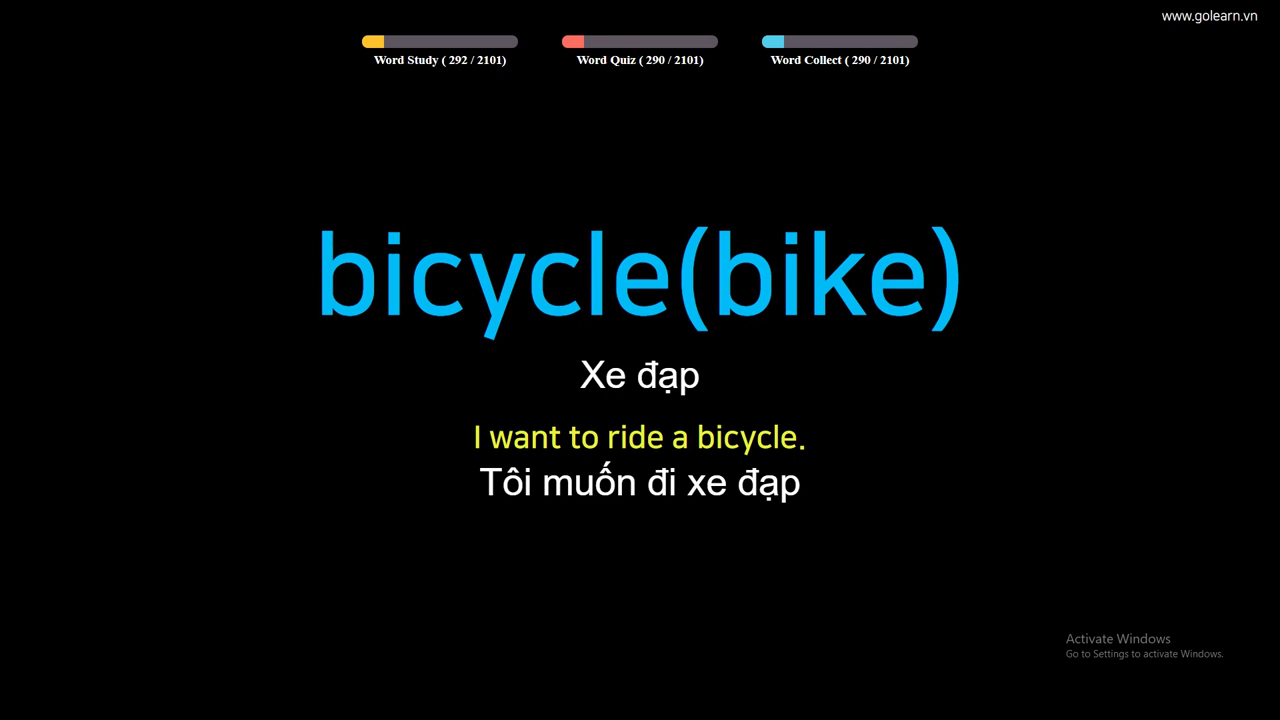 www.golearn.vn
Word Study ( 292 / 2101)
Word Quiz ( 290 / 2101)
Word Collect ( 290 / 2101)
bicycle(bike)
Xe đạp
I want to ride a bicycle.
Tôi muốn đi xe đạp
Activate Windows
Go to Settings to activate Windows.